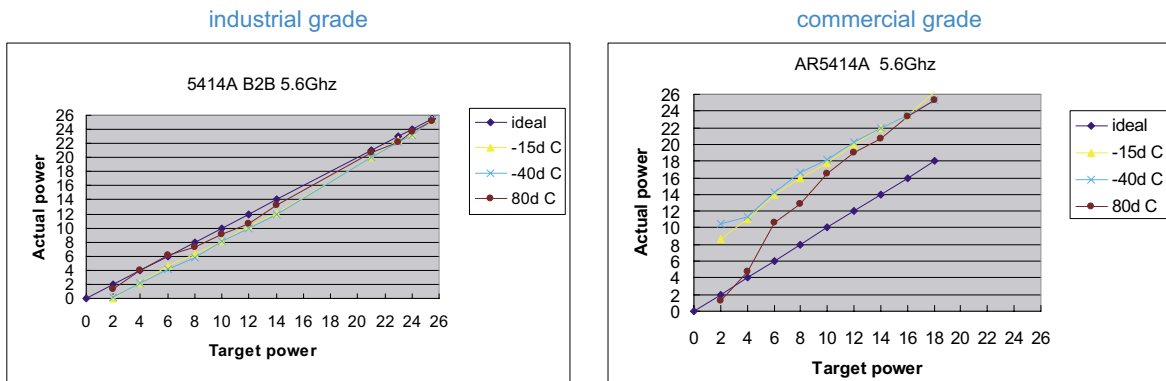 industrial grade
5414A B2B 5.6Ghz
Actual power
26
24
22
20
18
16
14
12
10
8
6
4
2
0
0 2 4 6 8 10 12 14 16 18 20 22 24 26
Target power
ideal
-15d C
-40d C
80d C
commercial grade
AR5414A 5.6Ghz
Actual power
26
24
22
20
18
16
14
12
10
8
6
4
2
0
0 2 4 6 8 10 12 14 16 18 20 22 24 26
Target power
ideal
-15d C
-40d C
80d C